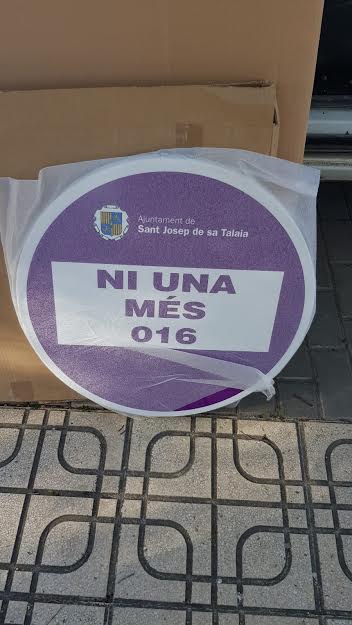 Ajuntament de
Sant Josep de sa Talaia
NI UNA
MÉS
016